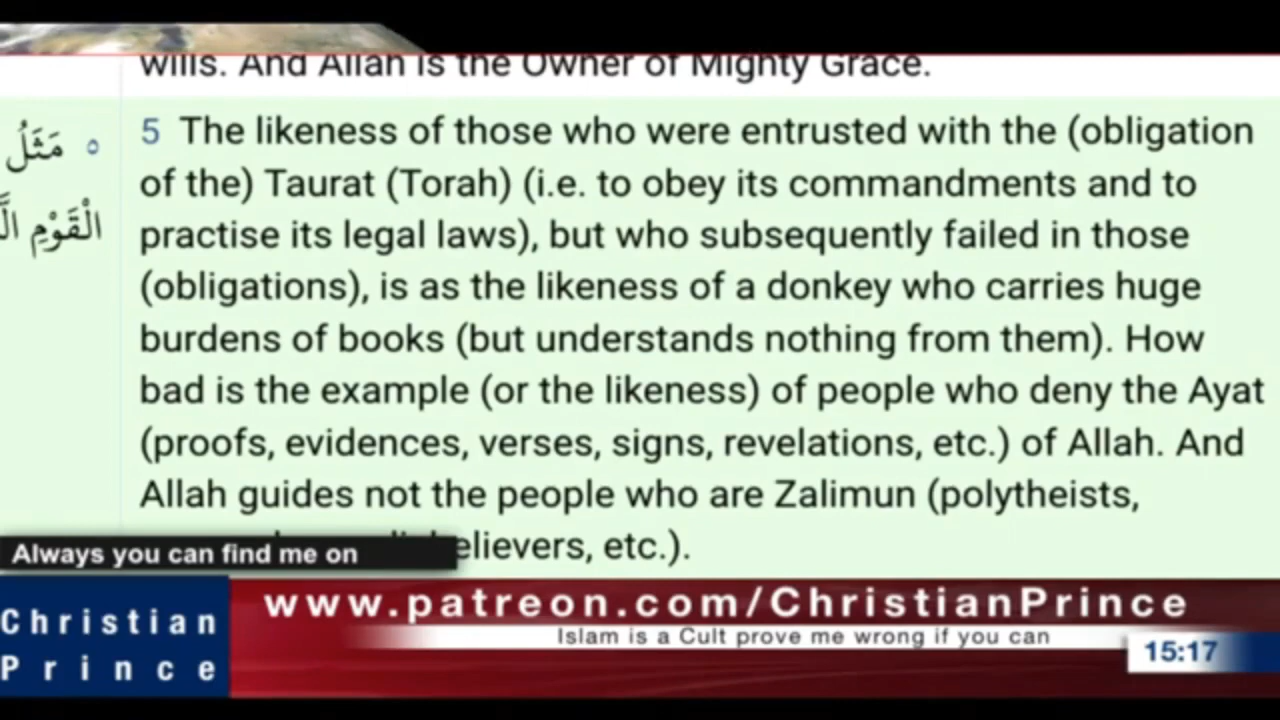 wills. And Allah is the Owner of Mighty Grace.
5 The likeness of those who were entrusted with the (obligation
of the) Taurat (Torah) (i.e. to obey its commandments and to
practise its legal laws), but who subsequently failed in those
(obligations), is as the likeness of a donkey who carries huge
burdens of books (but understands nothing from them). How
bad is the example (or the likeness) of people who deny the Ayat
(proofs, evidences, verses, signs, revelations, etc.) of Allah. And
Allah guides not the people who are Zalimun (polytheists,
etc.).
٥ مَثَلُ
الْقَوْمِ
Always you can find me on
Christian
Prince
www.patreon.com/ChristianPrince
Islam is a Cult prove me wrong if you can
15:17